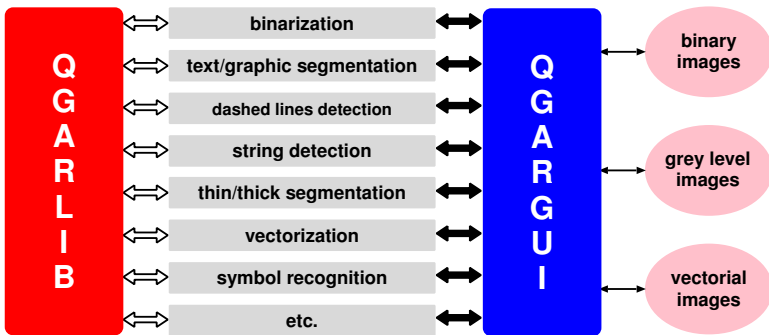 QGARLIB
binarization
text/graphic segmentation
dashed lines detection
string detection
thin/thick segmentation
vectorization
symbol recognition
etc.
QGARGUI
binary
images
grey level
images
vectorial
images